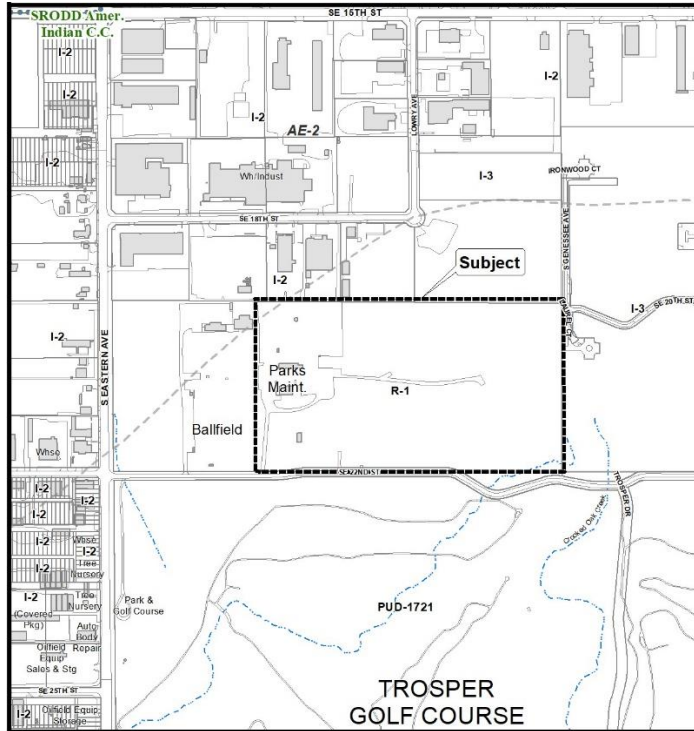 SE 15TH ST
SRODD Amer.
Indian C.C.
I-2
I-2
I-2
I-2
I-2
AE-2
LOWRY AVE
Wh/Indust
I-3
IRONWOOD CT
SE 18TH ST
S GENESSEE AVE
I-2
Subject
I-2
I-3
SE 20TH ST
S EASTERN AVE
Parks
Maint.
R-1
Ballfield
Whse
SE 22ND ST
TROSPER DR
Crooked Oak Creek
I-2
I-2
I-2
I-2
Whse
I-2
I-2
Tree
Nursery
I-2
Tree
Nursery
(Covered
Pkg)
Park &
Golf Course
PUD-1721
Auto
Body
Repair
Oilfield
Equip
Sales & Stg
SE 25TH ST
I-2
Oilfield Equip
Storage
TROSPER
GOLF COURSE